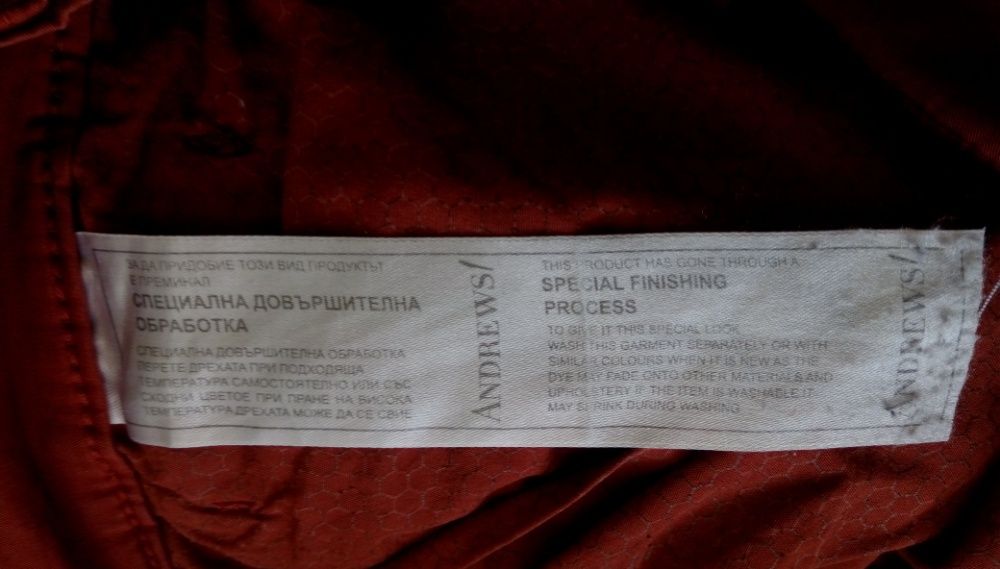 ЗА ДА ПРИДОБИЕ ТОЗИ ВИД ПРОДУКТЪТ
Е ПРЕМИНАЛ
СПЕЦИАЛНА ДОВЪРШИТЕЛНА
ОБРАБОТКА
СПЕЦИАЛНА ДОВЪРШИТЕЛНА ОБРАБОТКА
ПЕРЕТЕ ДРЕХАТА ПРИ ПОДХОДЯЩА
ТЕМПЕРАТУРА САМОСТОЯТЕЛНО ИЛИ СЪС
СХОДНИ ЦВЕТОЕ ПРИ ПРАНЕ НА ВИСОКА
ТЕМПЕРАТУРА ДРЕХАТА МОЖЕ ДА СЕ СВИЕ
ANDREWS/
THIS PRODUCT HAS GONE THROUGH A
SPECIAL FINISHING
PROCESS
TO GIVE IT THIS SPECIAL LOOK
WASH THIS GARMENT SEPARATELY OR WITH
SIMILAR COLOURS WHEN IT IS NEW AS THE
DYE MAY FADE ONTO OTHER MATERIALS AND
UPHOLSTERY IF THE ITEM IS WASHABLE IT
MAY SHRINK DURING WASHING
ANDREWS/